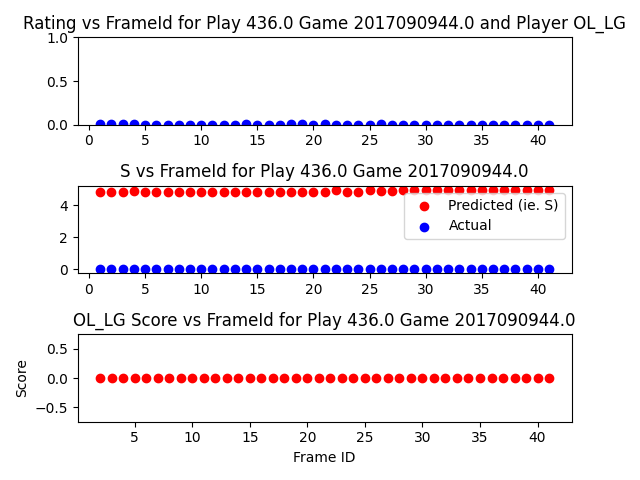 Rating vs FrameId for Play 436.0 Game 2017090944.0 and Player OL_LG
1.0
0.5
0.0
0 5 10 15 20 25 30 35 40
S vs FrameId for Play 436.0 Game 2017090944.0
4
2
0
Predicted (ie. S)
Actual
0 5 10 15 20 25 30 35 40
OL_LG Score vs FrameId for Play 436.0 Game 2017090944.0
Score
0.5
0.0
−0.5
5 10 15 20 25 30 35 40
Frame ID